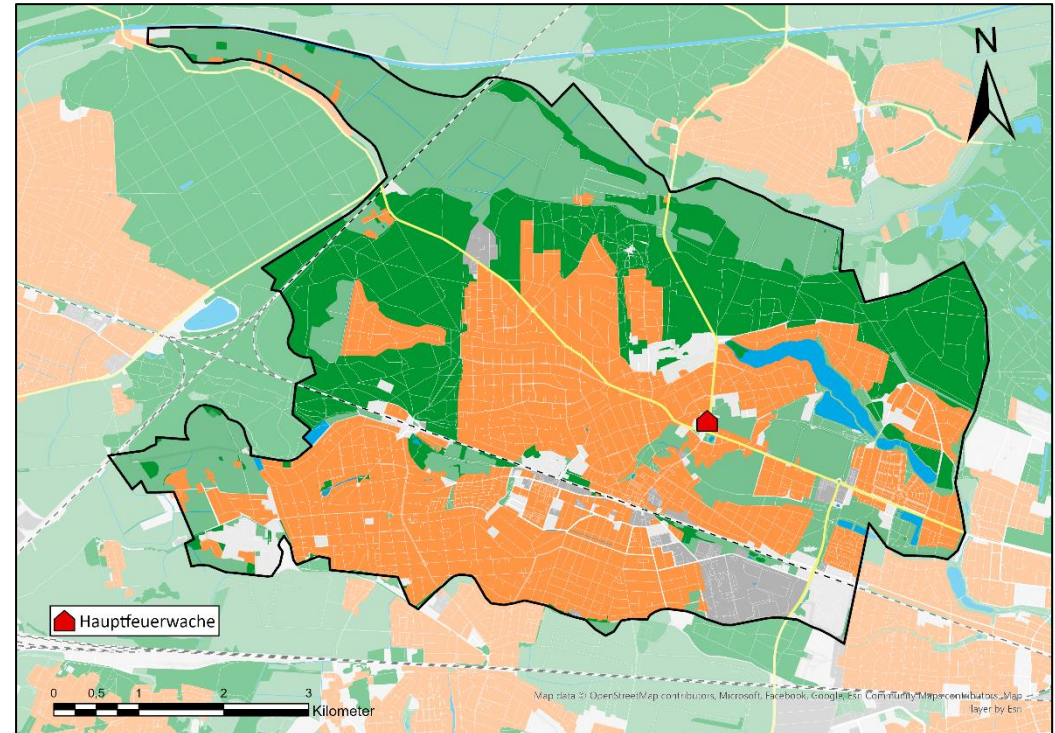 N
Hauptfeuerwache
0 0,5 1 2 3
Kilometer
Map data © OpenStreetMap contributors, Microsoft, Facebook, Google, Esri Community Maps contributors, Map
layer by Esri